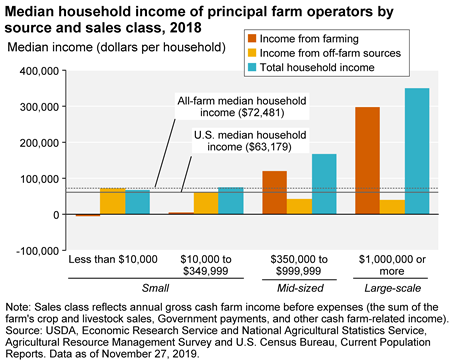 Median household income of principal farm operators by
source and sales class, 2018
Median income (dollars per household)
Income from farming
Income from off-farm sources
Total household income
400,000
300,000
200,000
100,000
0
-100,000
All-farm median household
income ($72,481)
U.S. median household
income ($63,179)
Less than $10,000
$10,000 to
$349,999
$350,000 to
$999,999
$1,000,000 or
more
Small
Mid-sized
Large-scale
Note: Sales class reflects annual gross cash farm income before expenses (the sum of the
farm's crop and livestock sales, Government payments, and other cash farm-related income).
Source: USDA, Economic Research Service and National Agricultural Statistics Service,
Agricultural Resource Management Survey and U.S. Census Bureau, Current Population
Reports. Data as of November 27, 2019.